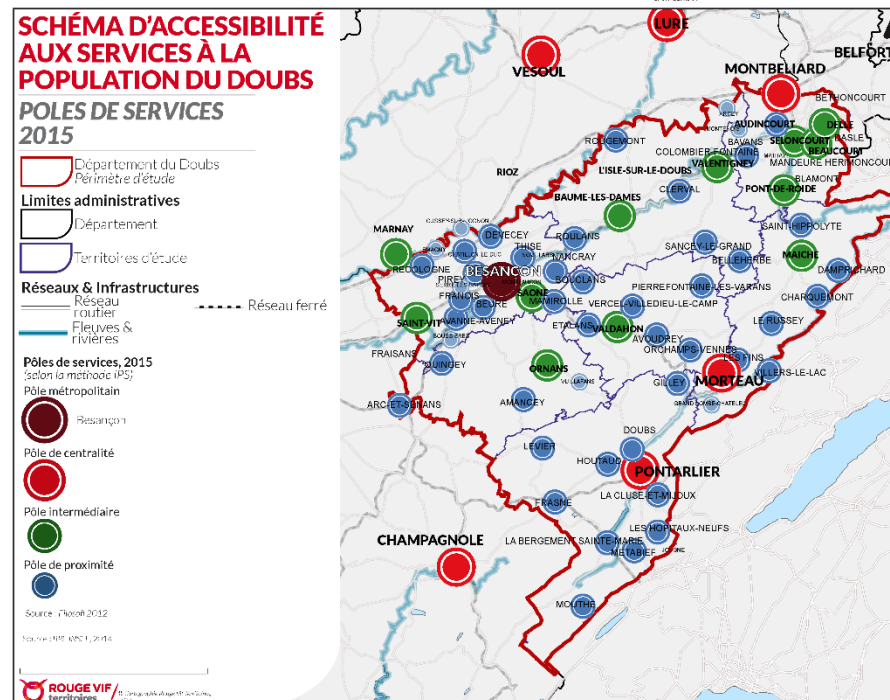 SCHÉMA D'ACCESSIBILITÉ
AUX SERVICES À LA
POPULATION DU DOUBS
POLES DE SERVICES
2015
Département du Doubs
Périmètre d'étude
Limites administratives
Département
Territoires d'étude
Réseaux & Infrastructures
Réseau
routier
Réseau ferré
Fleuves &
rivières
Pôles de services, 2015
(selon la méthode IPS)
Pôle métropolitain
Besançon
Pôle de centralité
Pôle intermédiaire
Pôle de proximité
Source : Filosofi 2012
ROUGE VIF
territoires
LURE
VESOUL
BELFORT
MONTBELIARD
BETHONCOURT
AUDINCOURT
DELLE
ROUGEMONT
BAVANS
SELONCOURT
BEAUCOURT
COLOMBIER-FONTAINE
MANDEURE
HERIMONCOURT
RIOZ
L'ISLE-SUR-LE-DOUBS
VALENTIGNEY
BLAMONT
CLERVAL
PONT-DE-ROIDE
BAUME-LES-DAMES
MARNAY
DEVECEY
ROULANS
SAINT-HIPPOLYTE
THISE
SANCEY-LE-GRAND
NANCRAY
BELLEHERBE
MAICHE
RECOLOGNE
PIREY
BESANÇON
BOUCLANS
DAMPRICHARD
SAONE
PIERREFONTAINE-LES-VARANS
FRANOIS
BEURE
MAMIROLLE
VERCEL-VILLEDIEU-LE-CAMP
CHARQUEMONT
SAINT-VIT
AVANNE-AVENEY
ETALANS
VALDAHON
LE RUSSEY
AVOUDREY
FRAISANS
ORCHAMPS-VENNES
QUINGEY
LES FINS
ORNANS
VILLERS-LE-LAC
VUILLAFANS
GILLEY
MORTEAU
ARC-ET-SENANS
AMANCEY
GRAND'COMBE-CHATELEU
DOUBS
LEVIER
HOUTAUD
PONTARLIER
LA CLUSE-ET-MIJOUX
FRASNE
LES HOPITAUX-NEUFS
CHAMPAGNOLE
LA BERGEMENT SAINTE-MARIE
METABIEF
JOUGNE
MOUTHE